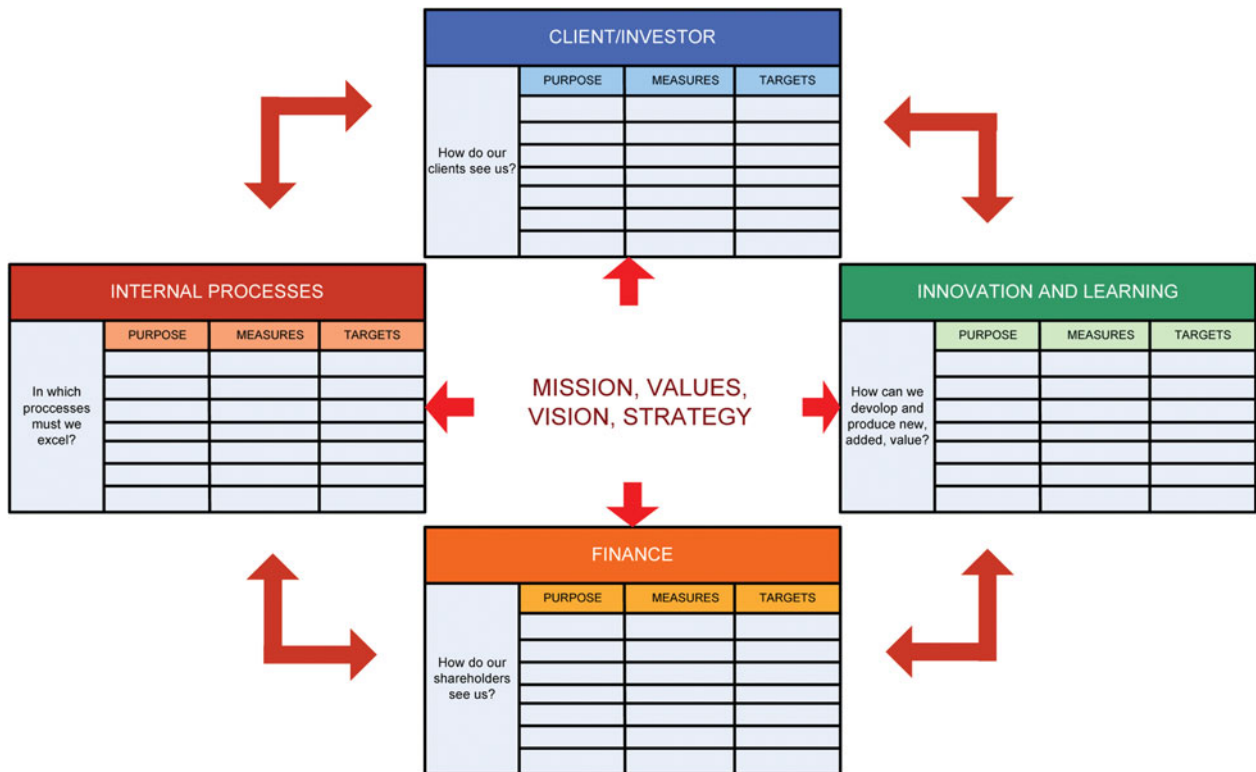 CLIENT/INVESTOR
PURPOSE MEASURES TARGETS
How do our
clients see us?
INTERNAL PROCESSES
PURPOSE MEASURES TARGETS
In which
proccesses
must we
excel?
MISSION, VALUES,
VISION, STRATEGY
INNOVATION AND LEARNING
PURPOSE MEASURES TARGETS
How can we
devolop and
produce new,
added, value?
FINANCE
PURPOSE MEASURES TARGETS
How do our
shareholders
see us?